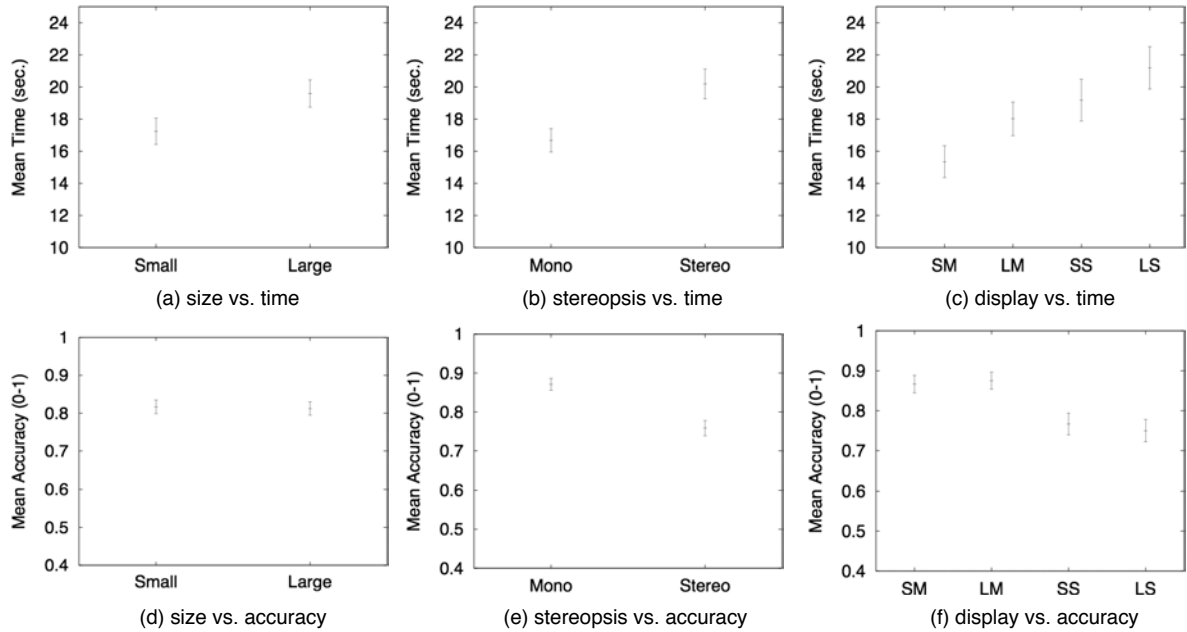 24
22
20
18
16
14
12
10
Mean Time (sec.)
Small Large
(a) size vs. time
24
22
20
18
16
14
12
10
Mean Time (sec.)
Mono Stereo
(b) stereopsis vs. time
24
22
20
18
16
14
12
10
Mean Time (sec.)
SM LM SS LS
(c) display vs. time
1
0.9
0.8
0.7
0.6
0.5
0.4
Mean Accuracy (0-1)
Small Large
(d) size vs. accuracy
1
0.9
0.8
0.7
0.6
0.5
0.4
Mean Accuracy (0-1)
Mono Stereo
(e) stereopsis vs. accuracy
1
0.9
0.8
0.7
0.6
0.5
0.4
Mean Accuracy (0-1)
SM LM SS LS
(f) display vs. accuracy